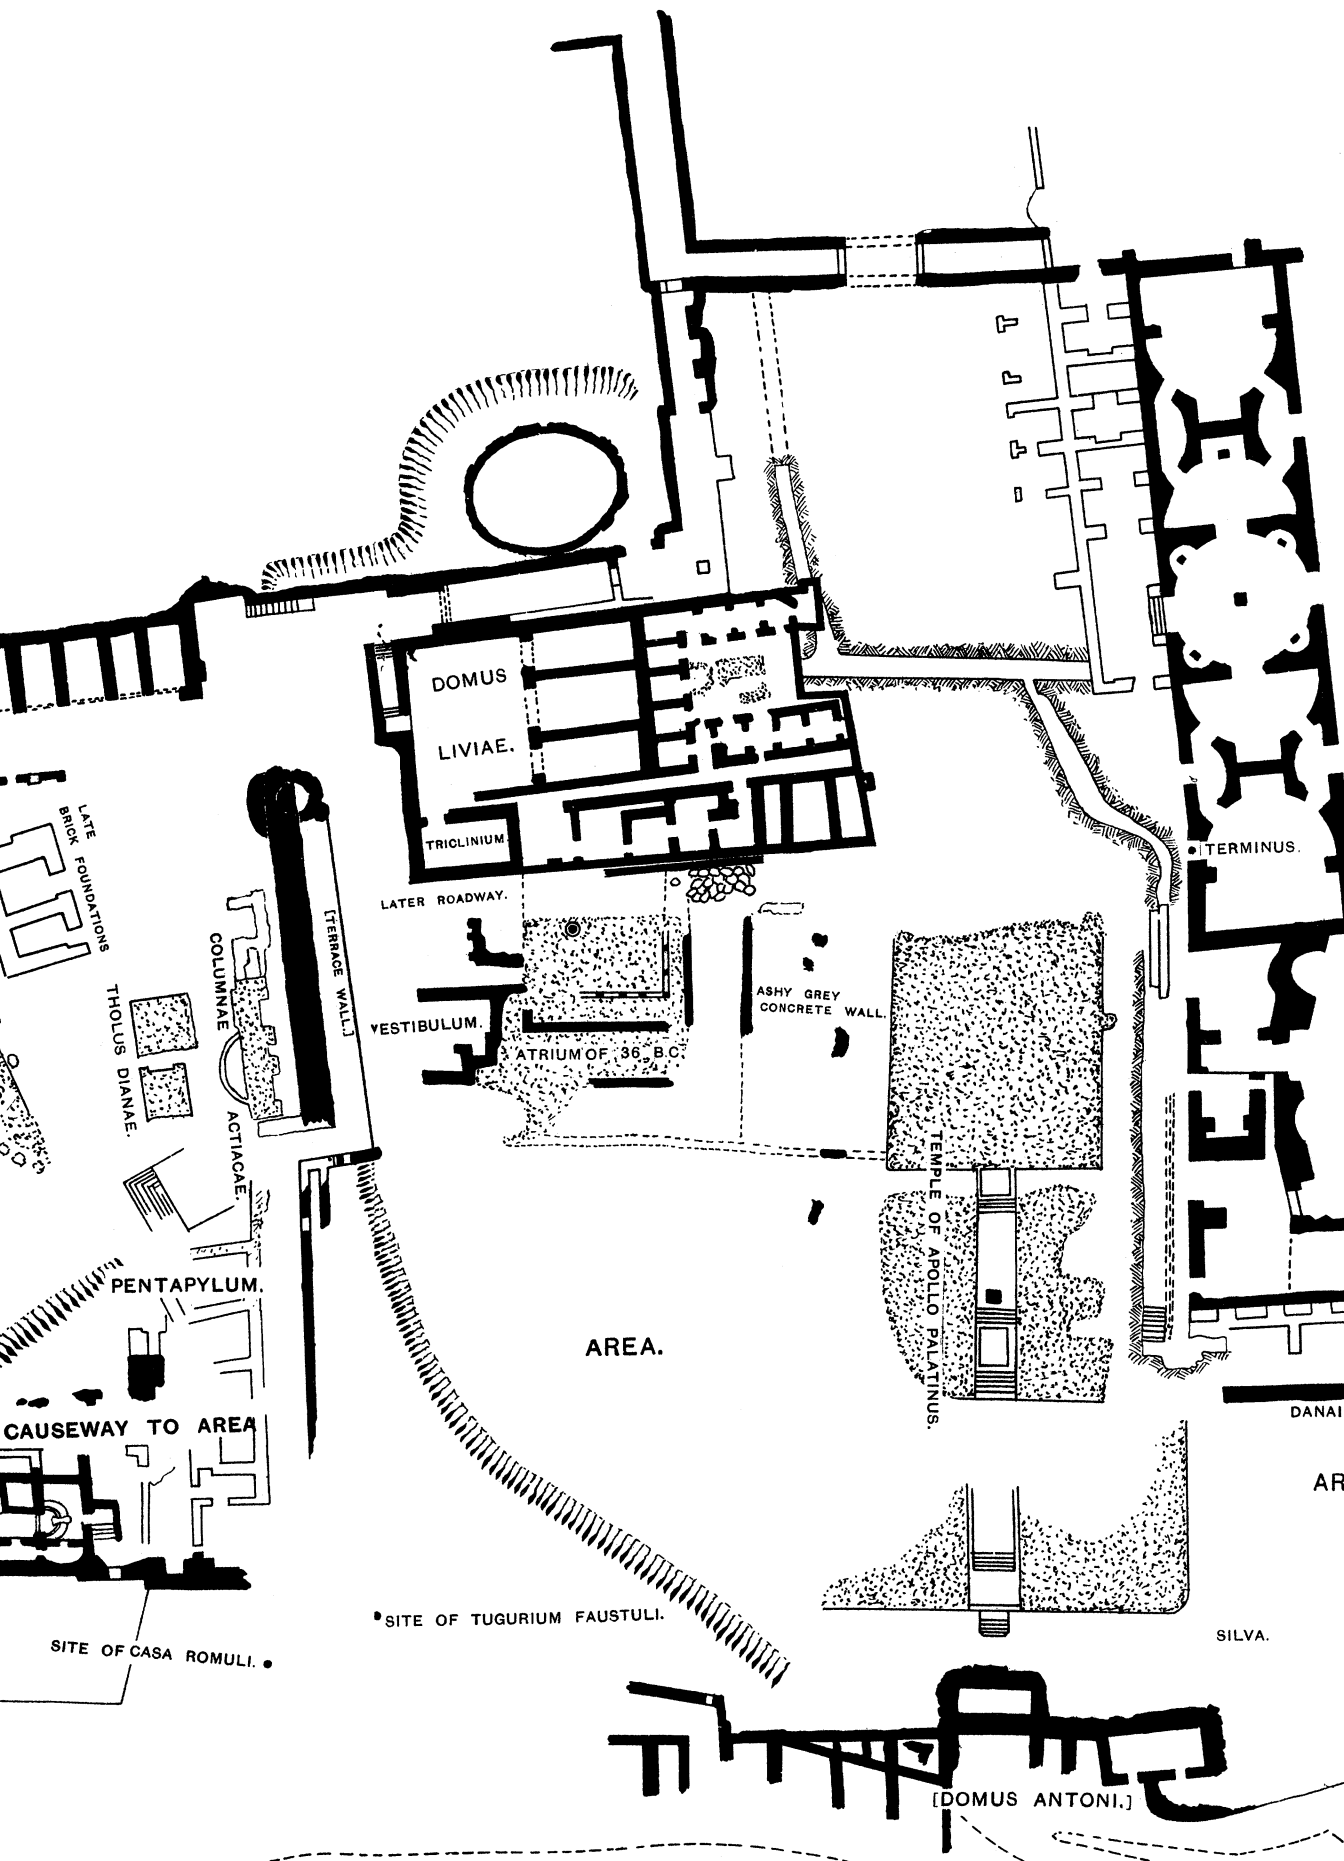 DOMUS
LIVIAE.
TRICLINIUM
LATER ROADWAY.
LATE
BRICK FOUNDATIONS
[TERRACE WALL.]
COLUMNAE
ACTIACAE.
THOLUS DIANAE.
VESTIBULUM.
ATRIUM OF 36 B.C.
ASHY GREY
CONCRETE WALL.
TERMINUS.
TEMPLE OF APOLLO PALATINUS.
PENTAPYLUM.
AREA.
CAUSEWAY TO AREA
DANAI
AR
SITE OF TUGURIUM FAUSTULI.
SITE OF CASA ROMULI.
SILVA.
[DOMUS ANTONI.]